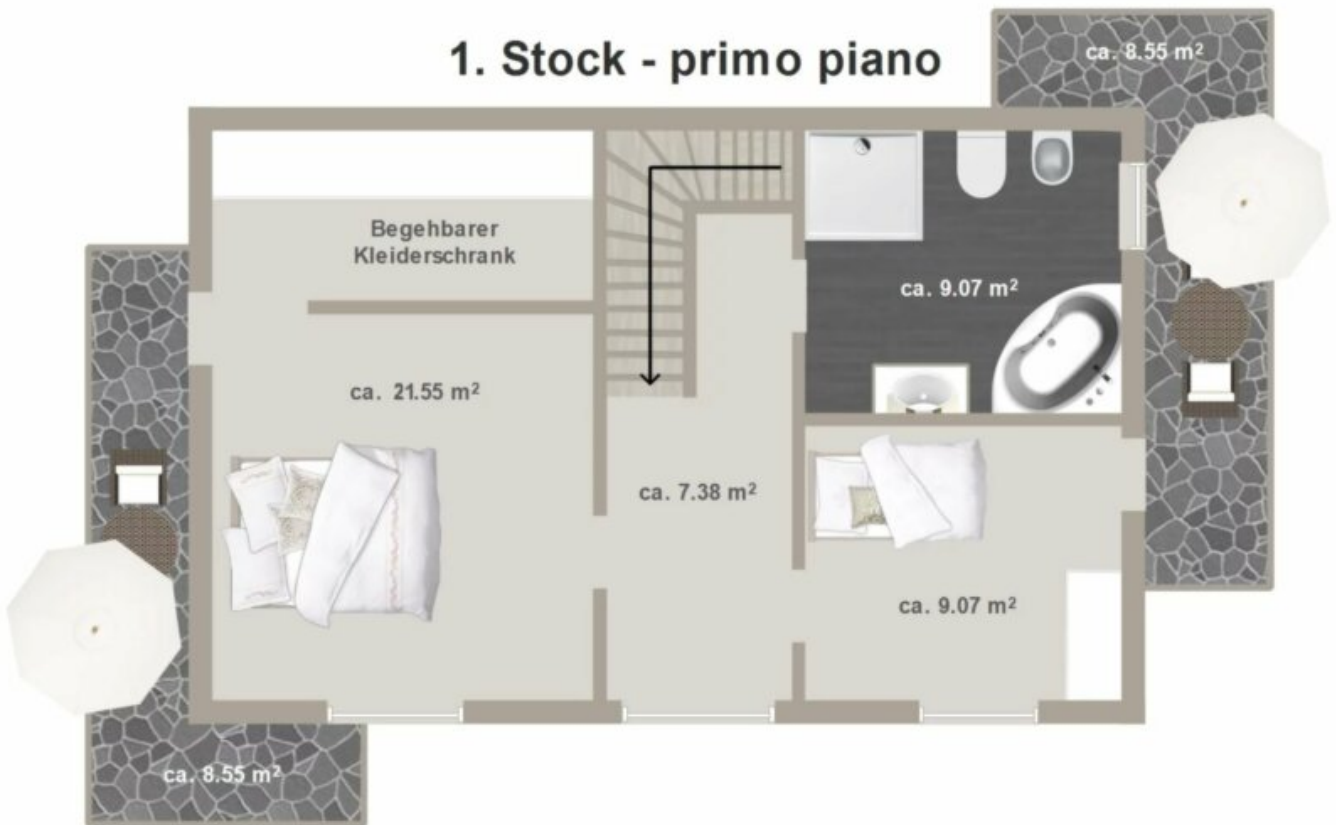 1. Stock - primo piano
ca. 8.55 m²
Begehbarer
Kleiderschrank
ca. 9.07 m²
ca. 21.55 m²
ca. 7.38 m²
ca. 9.07 m²
ca. 8.55 m²